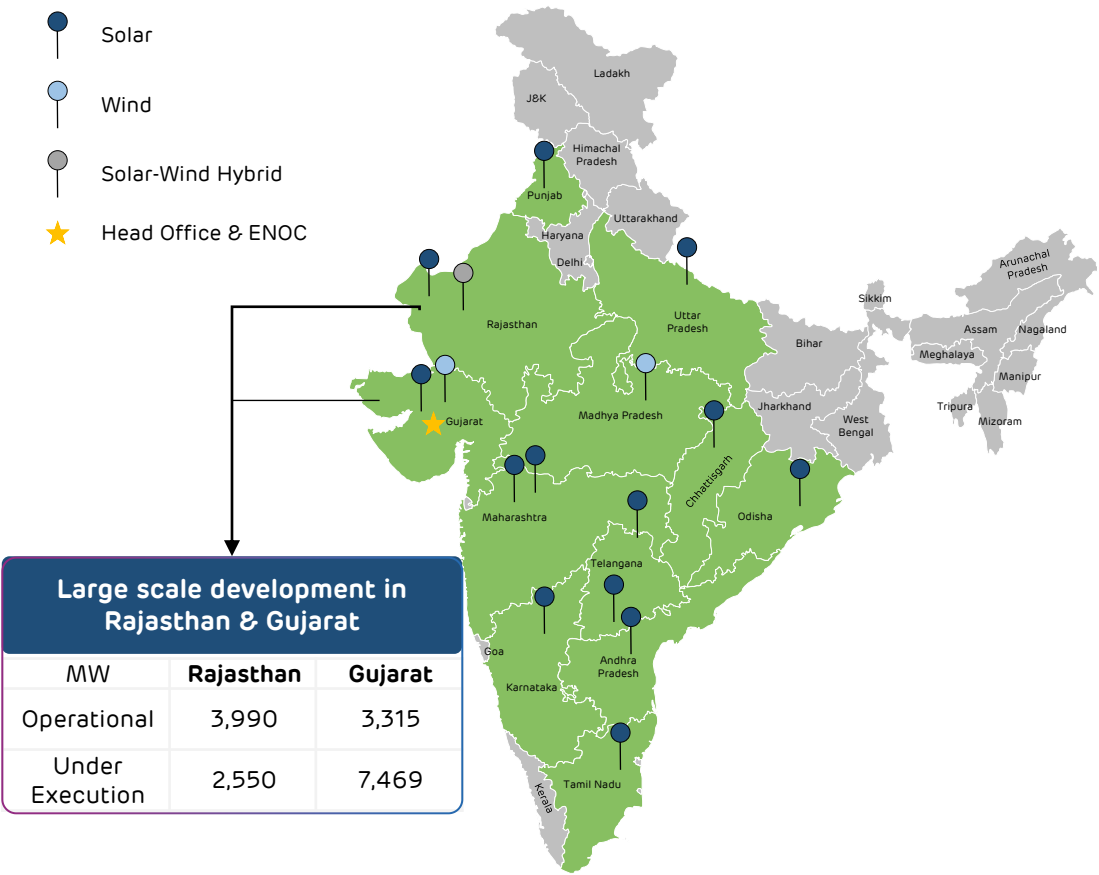 Solar
Wind
Solar-Wind Hybrid
Head Office & ENOC
Ladakh
J&K
Himachal
Pradesh
Punjab
Uttarakhand
Haryana
Delhi
Arunachal
Pradesh
Sikkim
Rajasthan
Uttar
Pradesh
Bihar
Assam
Nagaland
Meghalaya
Manipur
Tripura
Mizoram
Gujarat
Madhya Pradesh
Jharkhand
West
Bengal
Chhattisgarh
Odisha
Maharashtra
Telangana
Goa
Karnataka
Andhra
Pradesh
Tamil Nadu
Kerala
Large scale development in
Rajasthan & Gujarat
MW Rajasthan Gujarat
Operational 3,990 3,315
Under
Execution 2,550 7,469